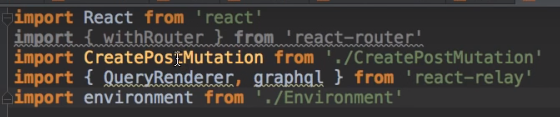 import React from 'react'
import { withRouter } from 'react-router'
import CreatePostMutation from './CreatePostMutation'
import { QueryRenderer, graphql } from 'react-relay'
import environment from './Environment'